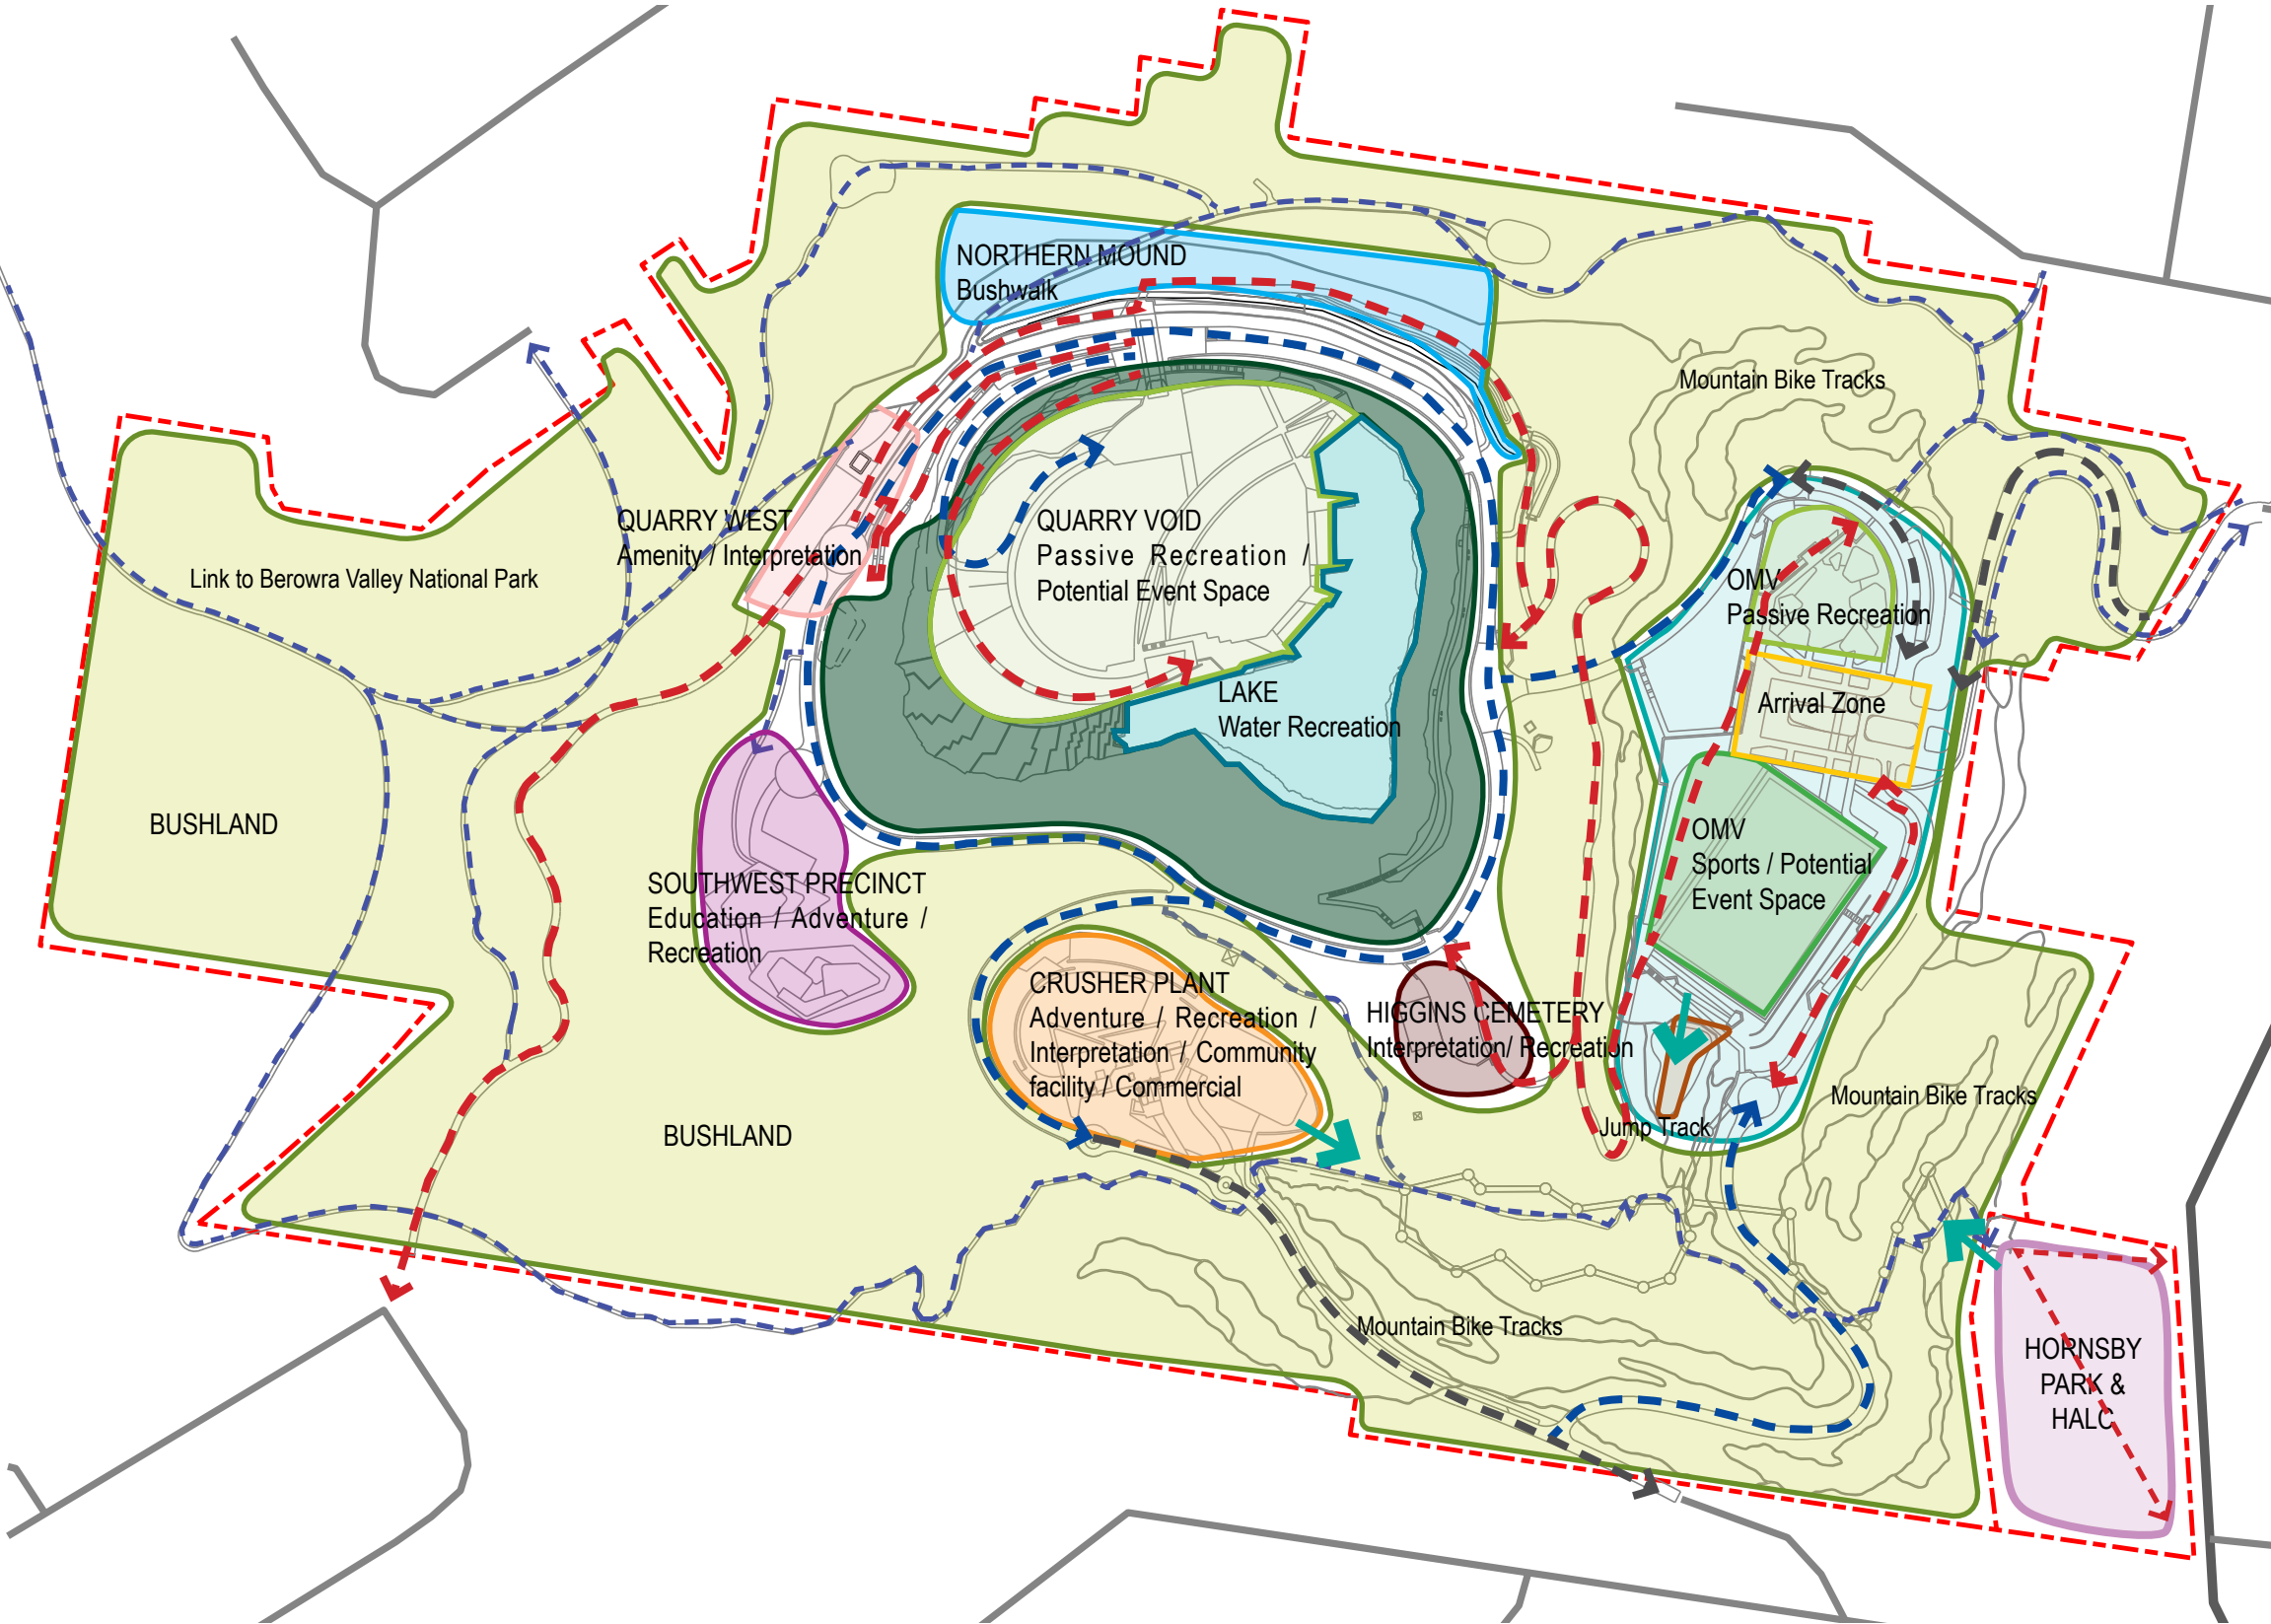 NORTHERN MOUND
Bushwalk
Mountain Bike Tracks
QUARRY WEST
Amenity / Interpretation
QUARRY VOID
Passive Recreation /
Potential Event Space
Link to Berowra Valley National Park
OMV
Passive Recreation
LAKE
Water Recreation
Arrival Zone
BUSHLAND
OMV
Sports / Potential
Event Space
SOUTHWEST PRECINCT
Education / Adventure /
Recreation
CRUSHER PLANT
Adventure / Recreation /
Interpretation / Community
facility / Commercial
HIGGINS CEMETERY
Interpretation/ Recreation
Mountain Bike Tracks
Jump Track
BUSHLAND
Mountain Bike Tracks
HORNSBY
PARK &
HALC